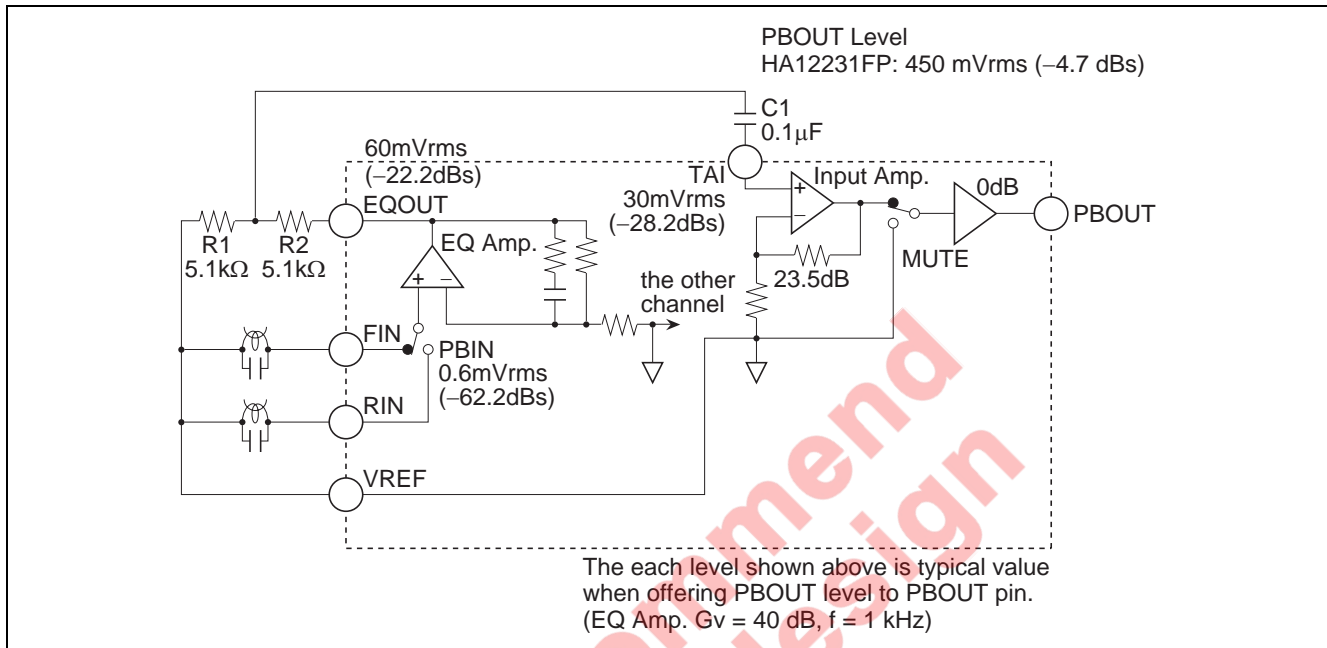 PBOUT Level
HA12231FP: 450 mVrms (−4.7 dBs)
C1
0.1μF
60mVrms
(−22.2dBs)
EQOUT
TAI
30mVrms
(−28.2dBs)
Input Amp.
0dB
PBOUT
R1
5.1kΩ
R2
5.1kΩ
EQ Amp.
+
−
+
−
MUTE
23.5dB
the other
channel
FIN
PBIN
0.6mVrms
(−62.2dBs)
RIN
VREF
The each level shown above is typical value
when offering PBOUT level to PBOUT pin.
(EQ Amp. Gv = 40 dB, f = 1 kHz)
ommend
design